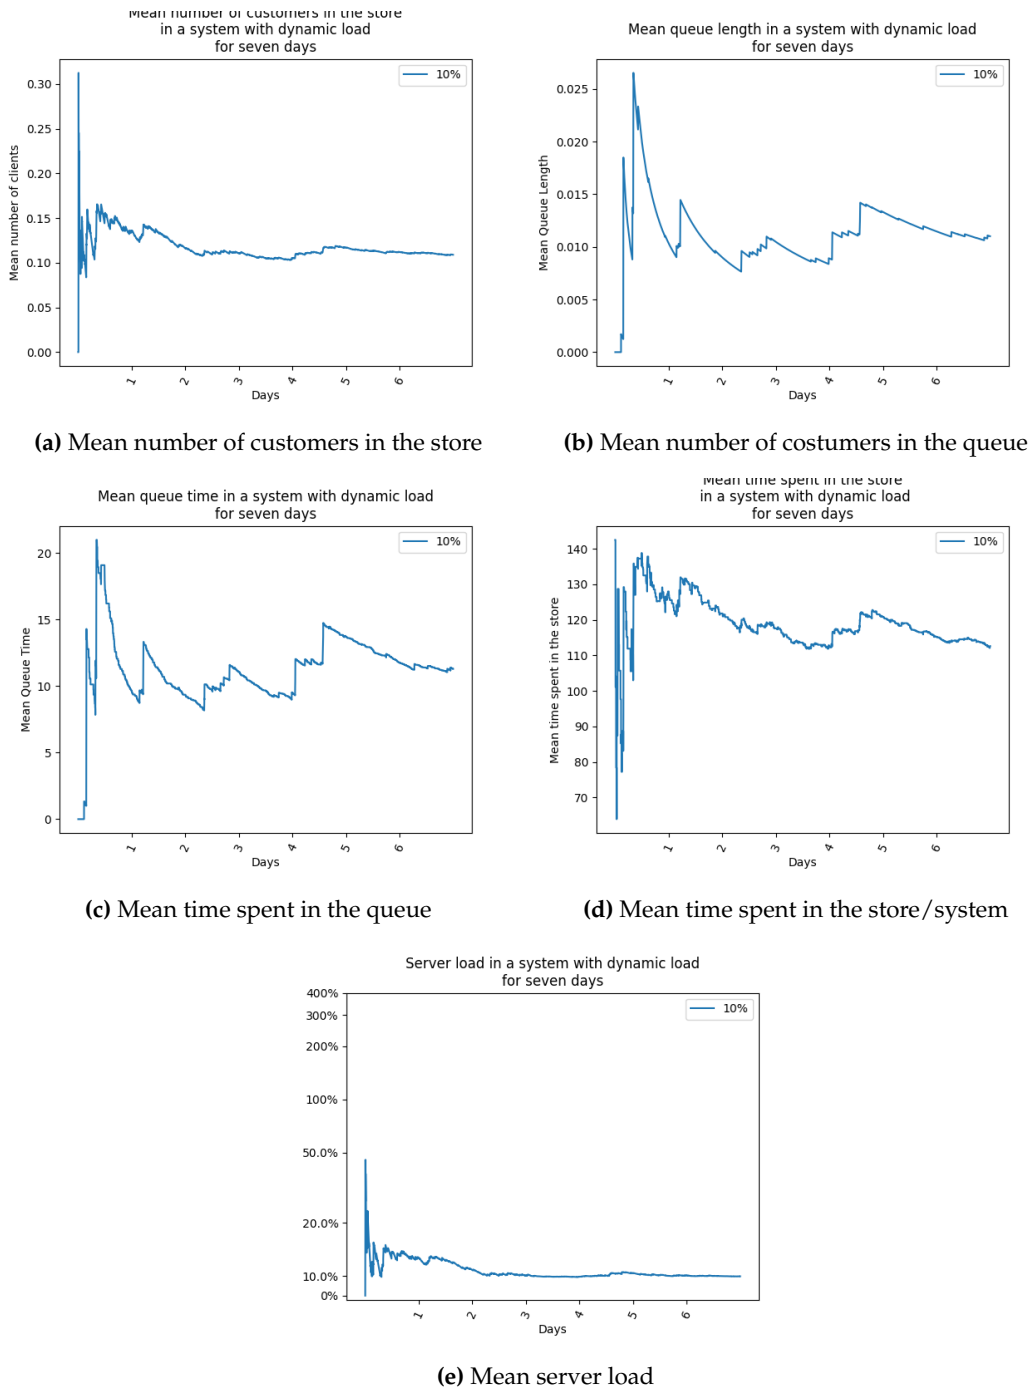 Mean number of customers in the store
in a system with dynamic load
for seven days
10%
0.30
0.25
0.20
0.15
0.10
0.05
0.00
Mean number of clients
1 2 3 4 5 6
Days
(a) Mean number of customers in the store
Mean queue length in a system with dynamic load
for seven days
10%
0.025
0.020
0.015
0.010
0.005
0.000
Mean Queue Length
1 2 3 4 5 6
Days
(b) Mean number of costumers in the queue
Mean queue time in a system with dynamic load
for seven days
10%
20
15
10
5
0
Mean Queue Time
1 2 3 4 5 6
Days
(c) Mean time spent in the queue
Mean time spent in the store
in a system with dynamic load
for seven days
10%
140
130
120
110
100
90
80
70
Mean time spent in the store
1 2 3 4 5 6
Days
(d) Mean time spent in the store/system
Server load in a system with dynamic load
for seven days
10%
400%
300%
200%
100%
50.0%
20.0%
10.0%
0%
1 2 3 4 5 6
Days
(e) Mean server load